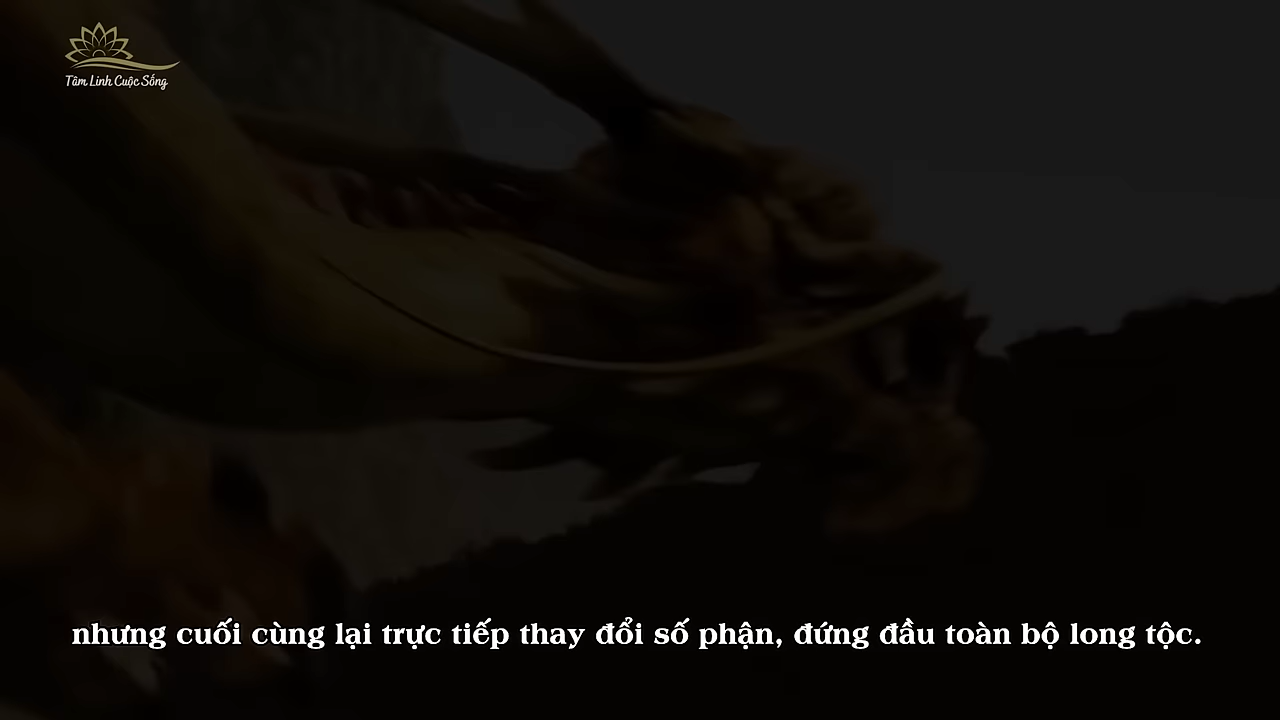 Tâm Linh Cuộc Sống
nhưng cuối cùng lại trực tiếp thay đổi số phận, đứng đầu toàn bộ long tộc.